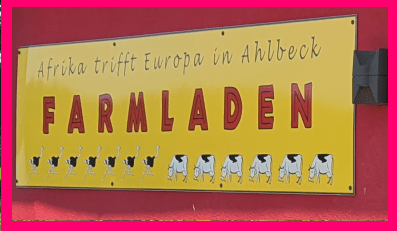 Afrika trifft Europa in Ahlbeck
FARMLADEN